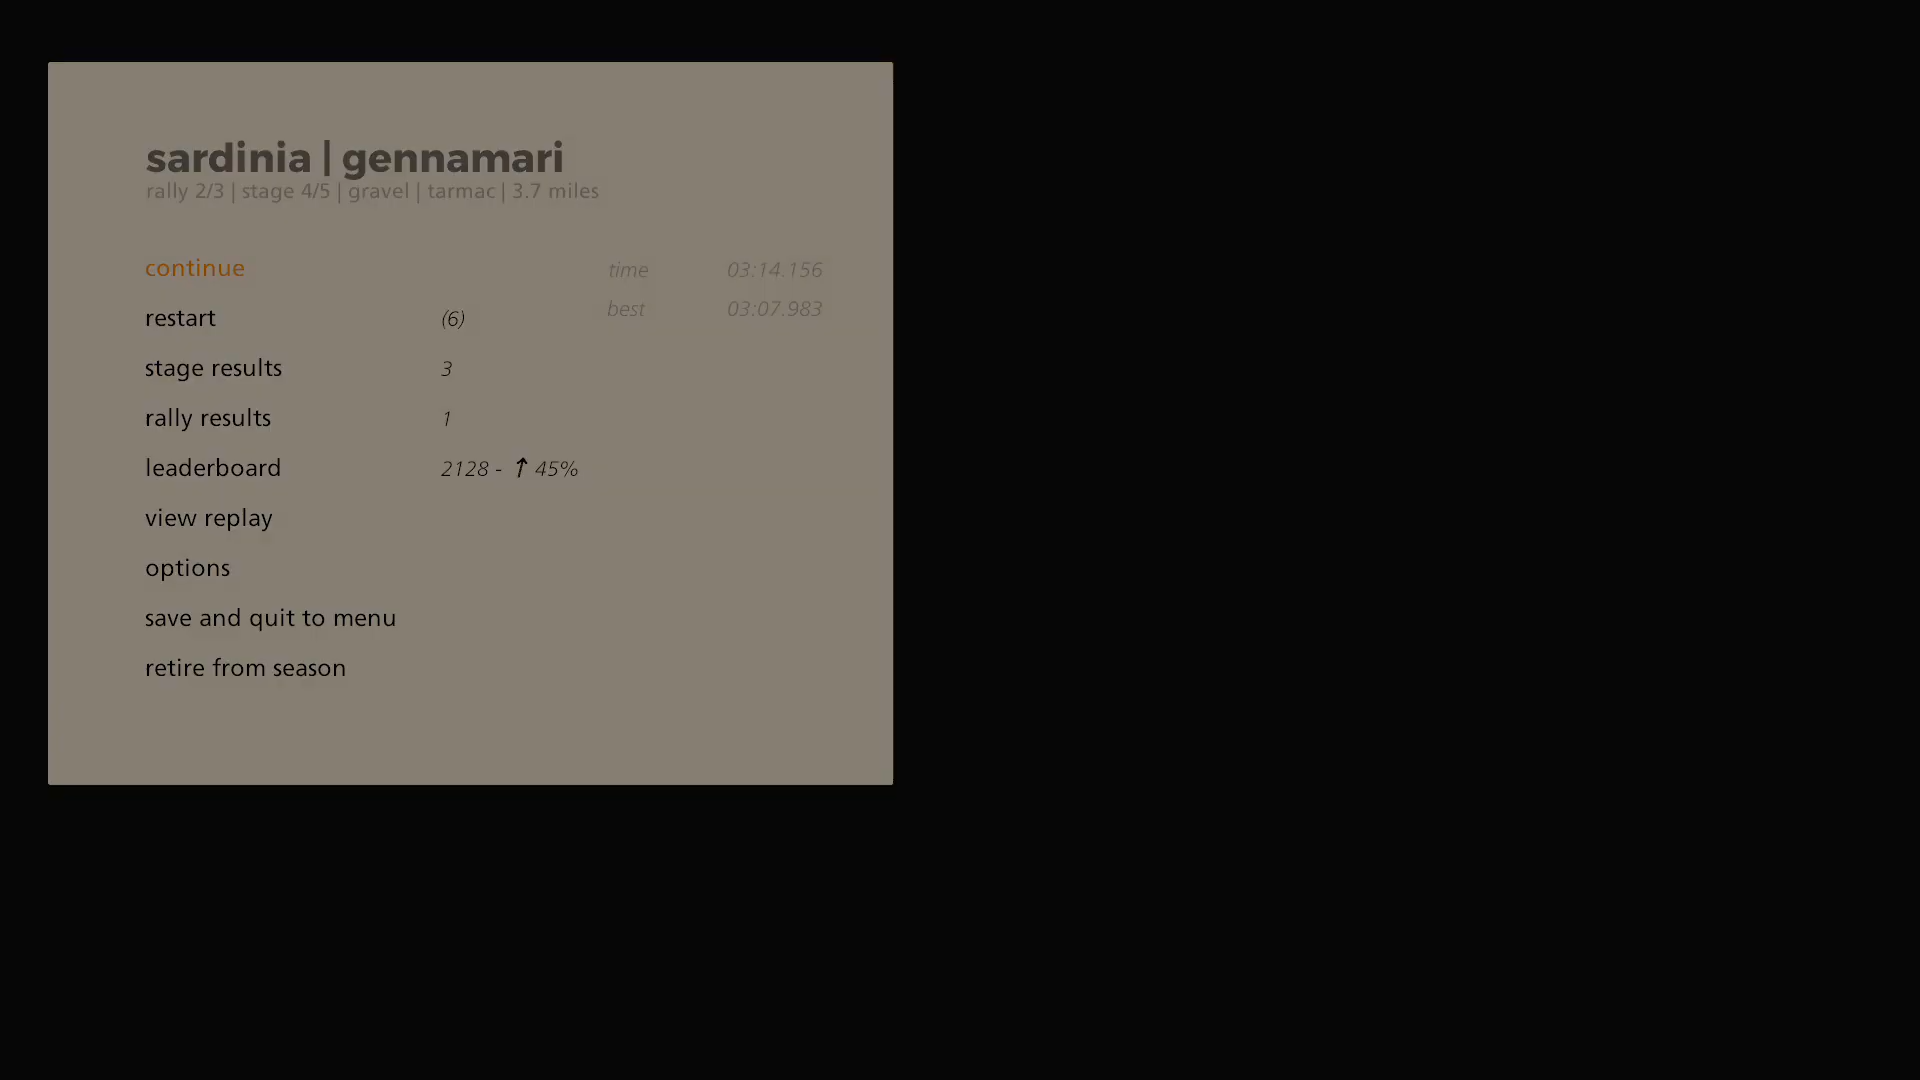 sardinia | gennamari
rally 2/3 | stage 4/5 | gravel | tarmac | 3.7 miles
continue
time 03:14.156
best 03:07.983
restart (6)
stage results 3
rally results 1
leaderboard 2128 - ↑ 45%
view replay
options
save and quit to menu
retire from season